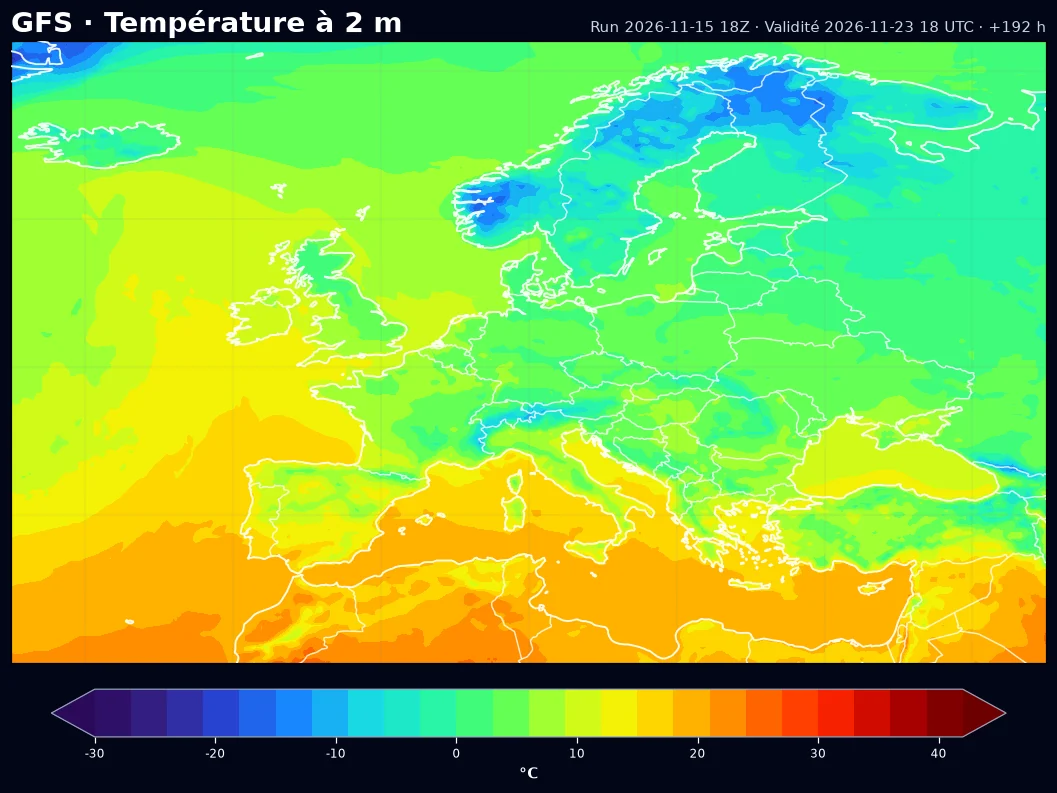 GFS · Température à 2 m
Run 2026-11-15 18Z · Validité 2026-11-23 18 UTC · +192 h
-30 -20 -10 0 10 20 30 40
°C